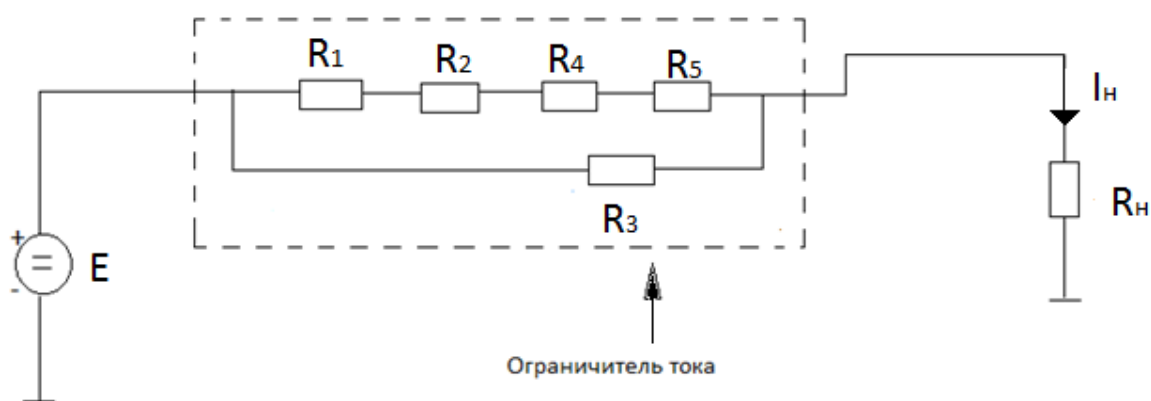 R1 R2 R4 R5
Iн
Rн
R3
+
E
-
Ограничитель тока